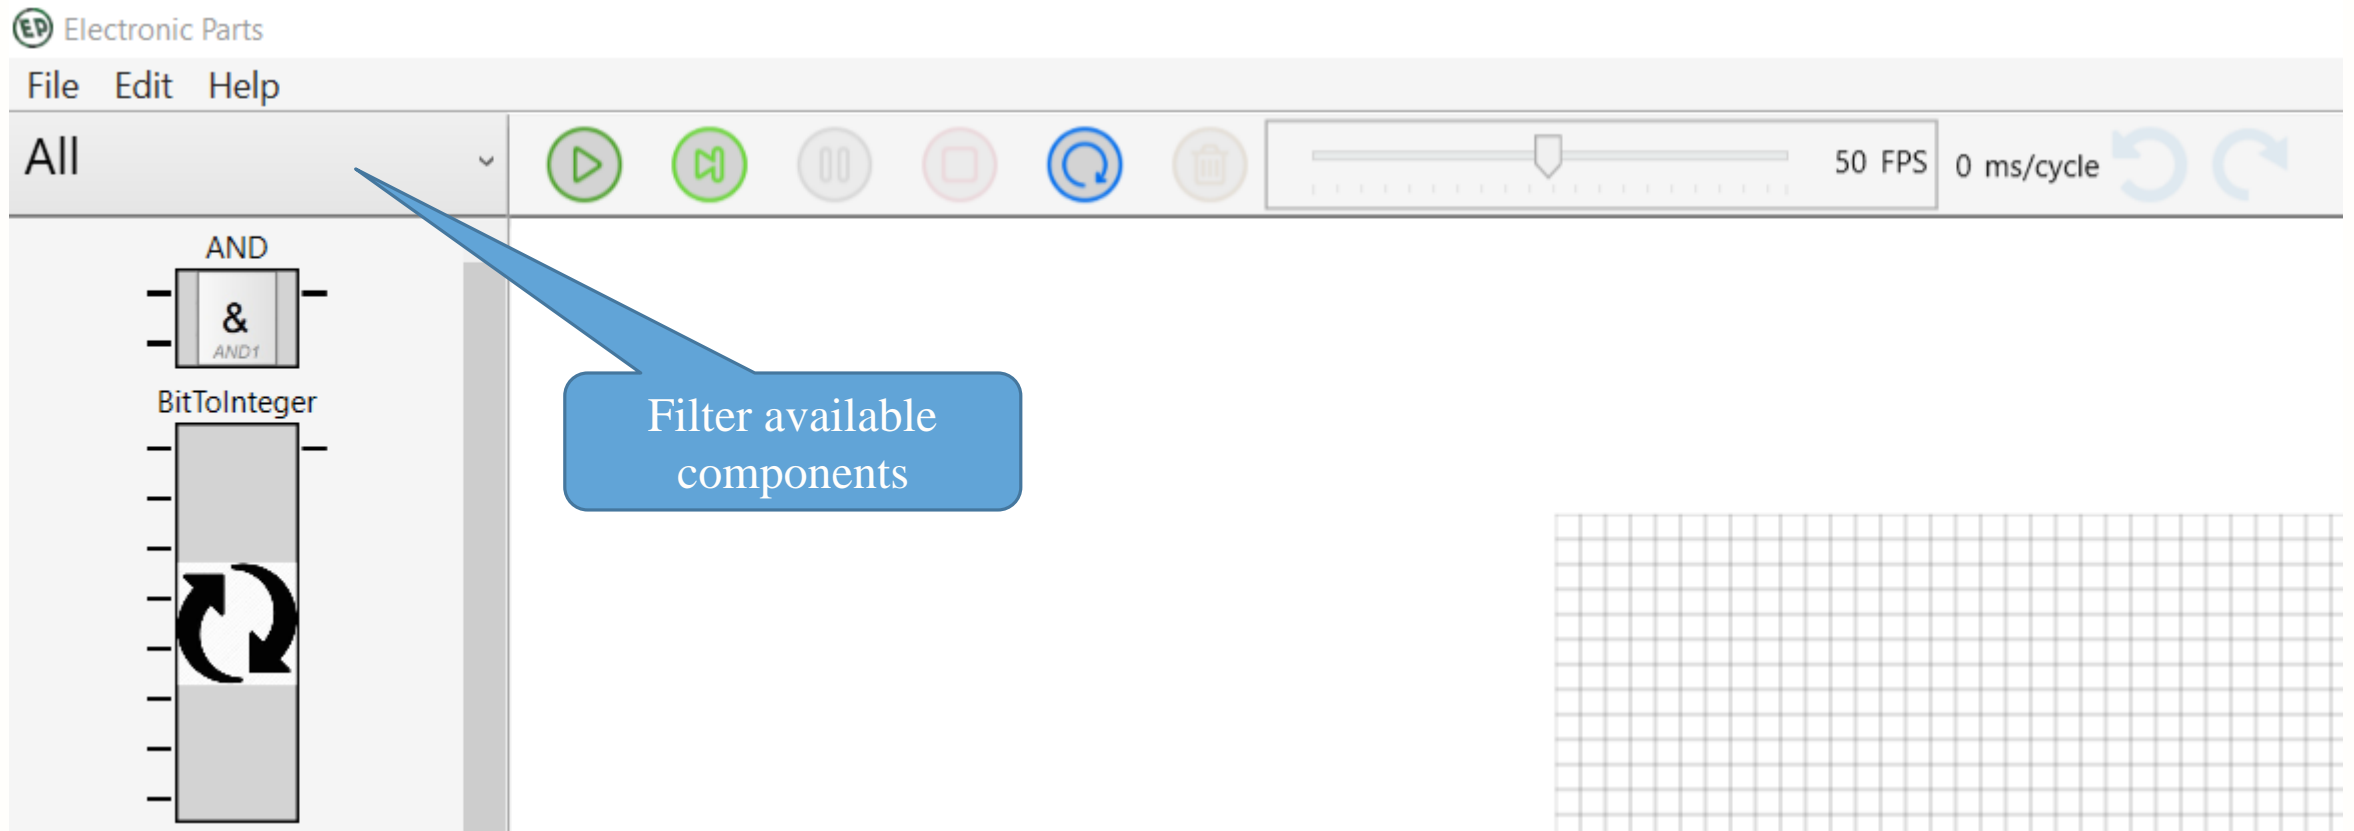 EP Electronic Parts
File Edit Help
All
50 FPS 0 ms/cycle
AND
&
AND1
BitToInteger
Filter available
components